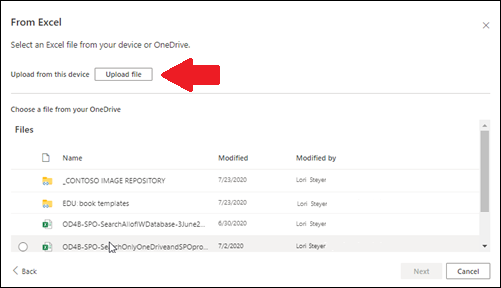 From Excel
Select an Excel file from your device or OneDrive.
Upload from this device Upload file
Choose a file from your OneDrive
Files
Name Modified Modified by
_CONTOSO IMAGE REPOSITORY 7/23/2020 Lori Steyer
EDU: book templates 7/23/2020 Lori Steyer
OD4B-SPO-SearchAllofIWDatabase-3June2... 6/30/2020 Lori Steyer
OD4B-SPO-SearchOnlyOneDriveandSPOpro... 7/2/2020 Lori Steyer
Back Next Cancel